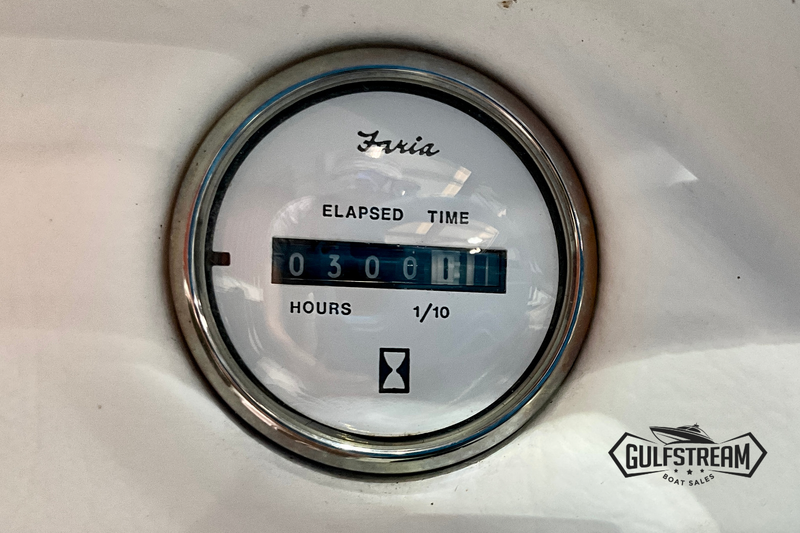 Faria
ELAPSED TIME
0300
HOURS 1/10
GULFSTREAM
BOAT SALES